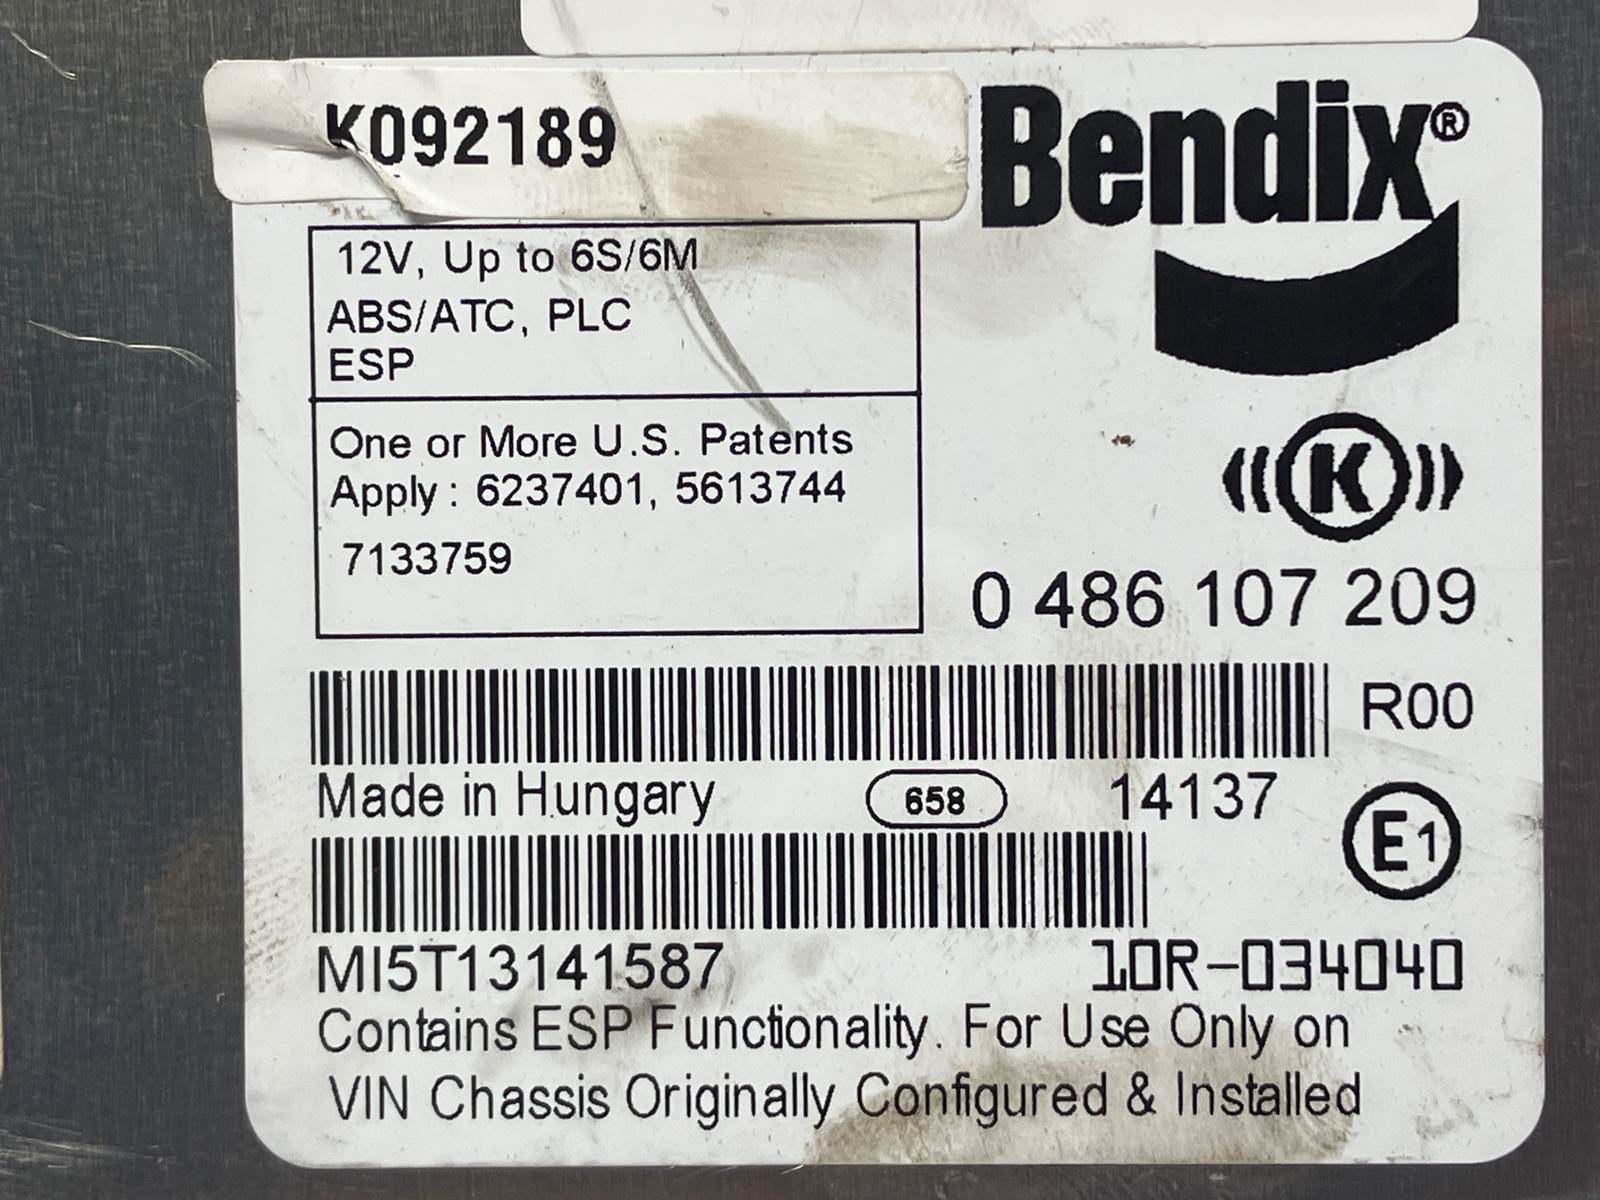 K092189
Bendix®
12V, Up to 6S/6M
ABS/ATC, PLC
ESP
One or More U.S. Patents
Apply : 6237401, 5613744
7133759
K
0 486 107 209
R00
Made in Hungary
658
14137
E1
MI5T13141587
10R-034040
Contains ESP Functionality. For Use Only on
VIN Chassis Originally Configured & Installed